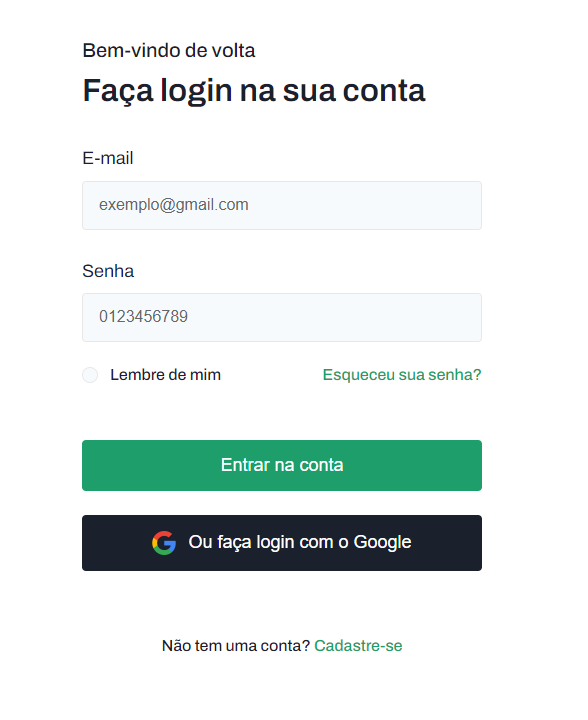 Bem-vindo de volta
Faça login na sua conta
E-mail
exemplo@gmail.com
Senha
0123456789
Lembre de mim Esqueceu sua senha?
Entrar na conta
Ou faça login com o Google
Não tem uma conta? Cadastre-se